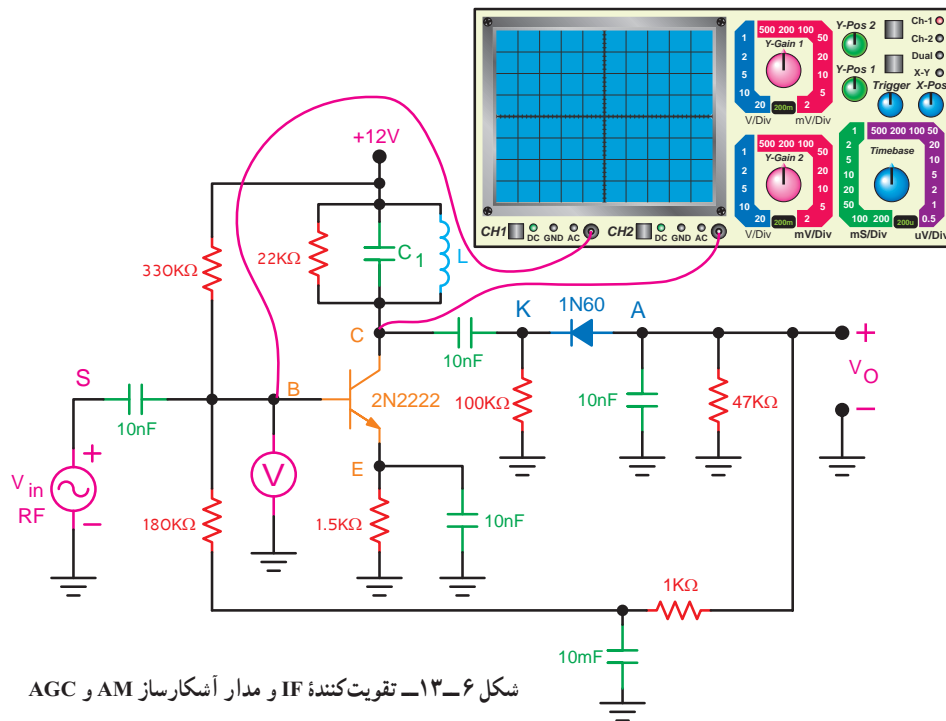 500 200 100
1
2
5
10
20
50
10
5
2
Y-Gain 1
200m
V/Div
mV/Div
Y-Pos 2
Y-Pos 1
Ch-1
Ch-2
Dual
X-Y
Trigger
X-Pos
500 200 100
1
2
5
10
20
50
10
5
2
Y-Gain 2
200m
V/Div
mV/Div
500 200 100 50
1
2
5
10
20
50
100 200
20
10
5
2
1
0.5
Timebase
200u
mS/Div
uV/Div
CH1
DC
GND
AC
CH2
DC
GND
AC
+12V
330KΩ
22KΩ
C1
L
C
10nF
K
1N60
A
+
VO
−
S
10nF
B
2N2222
100KΩ
10nF
47KΩ
V
E
Vin
RF
+
−
180KΩ
1.5KΩ
10nF
1KΩ
10mF
شکل ۶ــ۱۳ــ تقویت‌کنندۀ IF و مدار آشکارساز AM و AGC